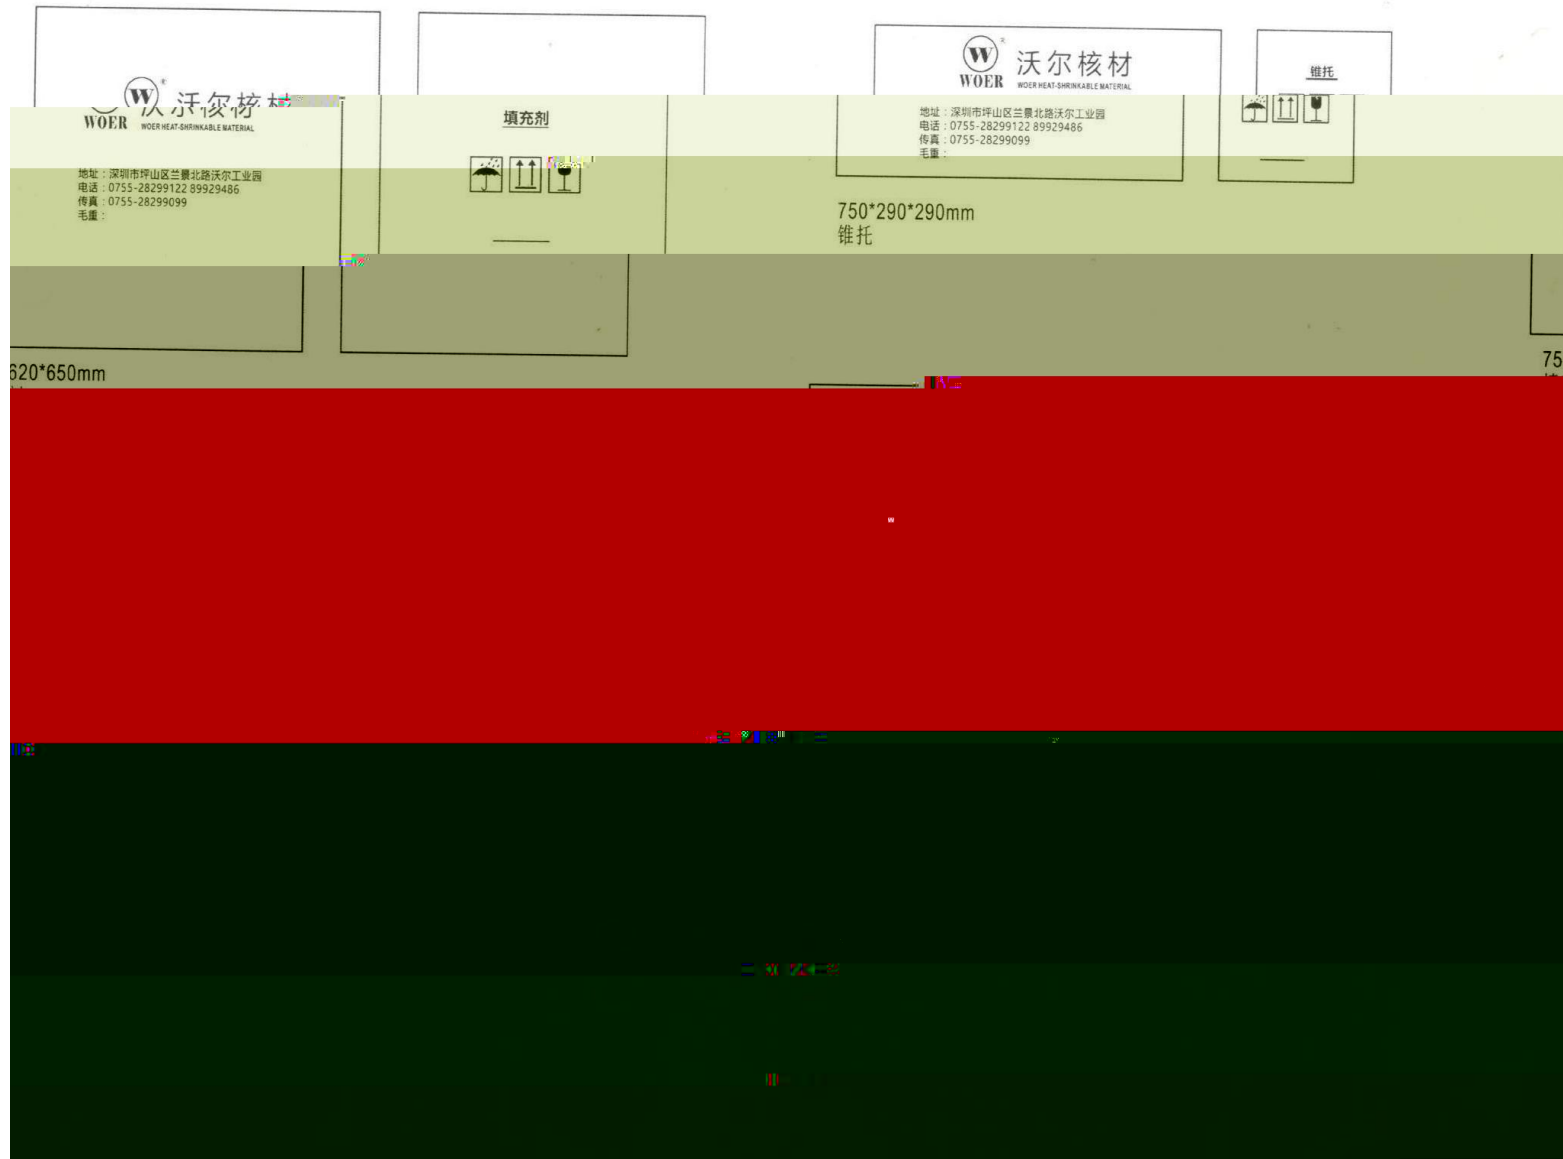 W
沃尔核材
WOER
WOER HEAT-SHRINKABLE MATERIAL
地址：深圳市坪山区兰景北路沃尔工业园
电话：0755-28299122 89929486
传真：0755-28299099
毛重：
填充剂
620*650mm
W
®
沃尔核材
WOER
WOER HEAT-SHRINKABLE MATERIAL
地址：深圳市坪山区兰景北路沃尔工业园
电话：0755-28299122 89929486
传真：0755-28299099
毛重：
锥托
750*290*290mm
锥托
75